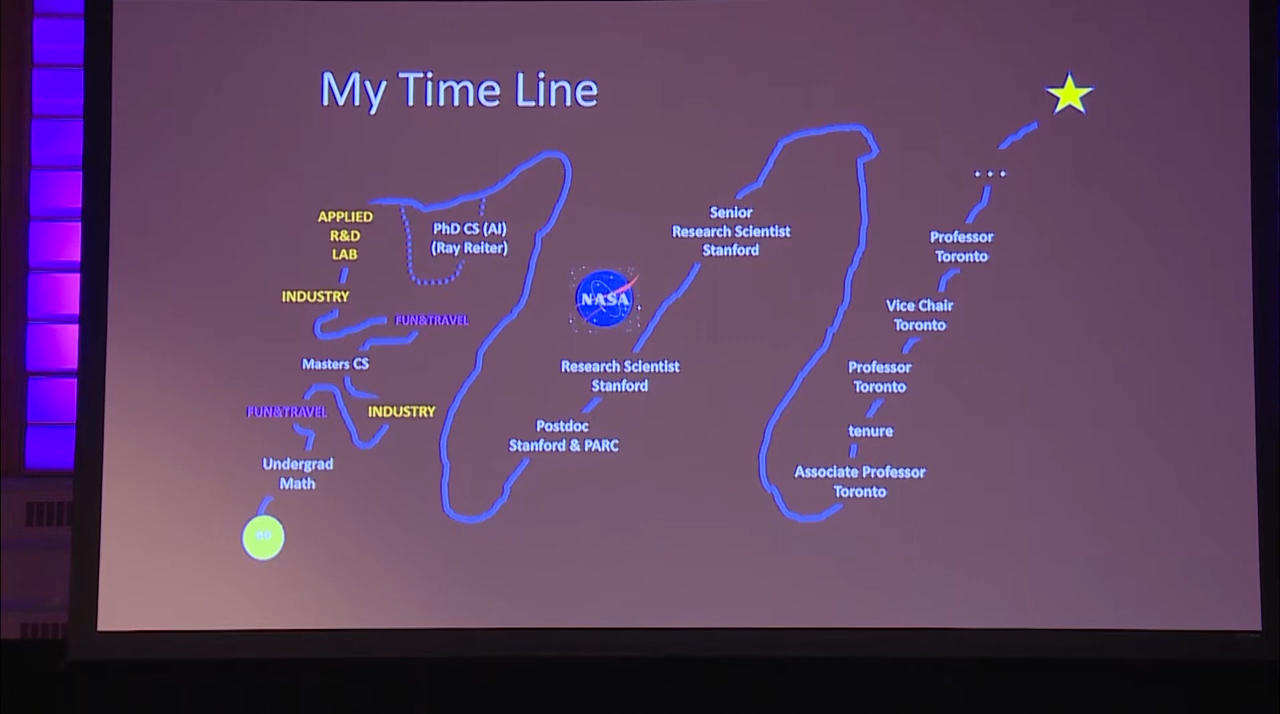 My Time Line
APPLIED
R&D
LAB
PhD CS (AI)
(Ray Reiter)
INDUSTRY
FUN&TRAVEL
Masters CS
FUN&TRAVEL
INDUSTRY
Undergrad
Math
NASA
Senior
Research Scientist
Stanford
Research Scientist
Stanford
Postdoc
Stanford & PARC
...
Professor
Toronto
Vice Chair
Toronto
Professor
Toronto
tenure
Associate Professor
Toronto